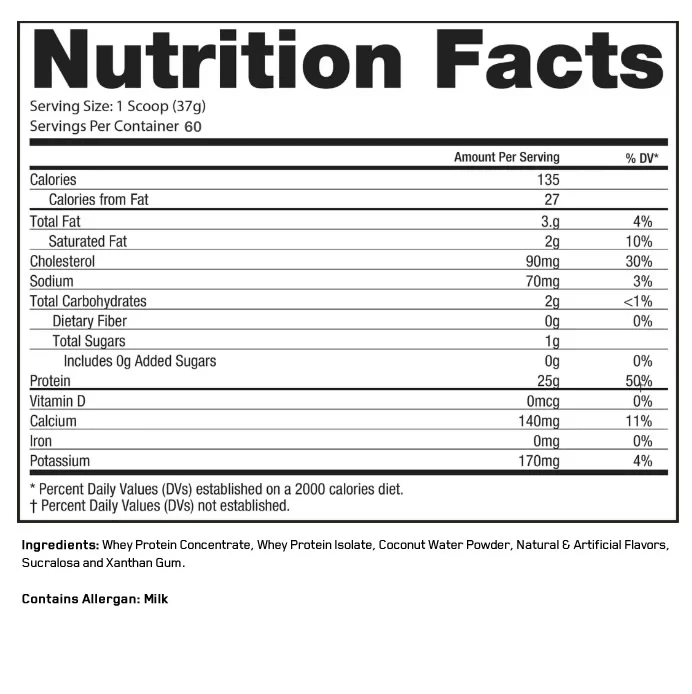 Nutrition Facts
Serving Size: 1 Scoop (37g)
Servings Per Container 60
Amount Per Serving % DV*
Calories 135
Calories from Fat 27
Total Fat 3.g 4%
Saturated Fat 2g 10%
Cholesterol 90mg 30%
Sodium 70mg 3%
Total Carbohydrates 2g <1%
Dietary Fiber 0g 0%
Total Sugars 1g
Includes 0g Added Sugars 0g 0%
Protein 25g 50%
Vitamin D 0mcg 0%
Calcium 140mg 11%
Iron 0mg 0%
Potassium 170mg 4%
* Percent Daily Values (DVs) established on a 2000 calories diet.
† Percent Daily Values (DVs) not established.
Ingredients: Whey Protein Concentrate, Whey Protein Isolate, Coconut Water Powder, Natural & Artificial Flavors,
Sucralosa and Xanthan Gum.
Contains Allergan: Milk